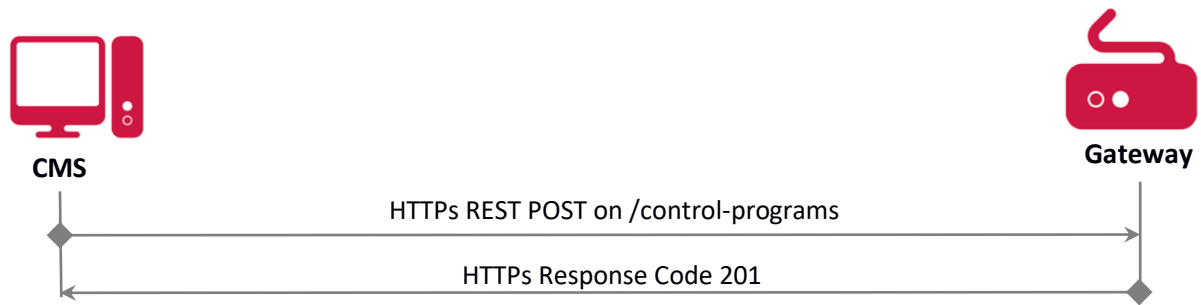 CMS
Gateway
HTTPs REST POST on /control-programs
HTTPs Response Code 201